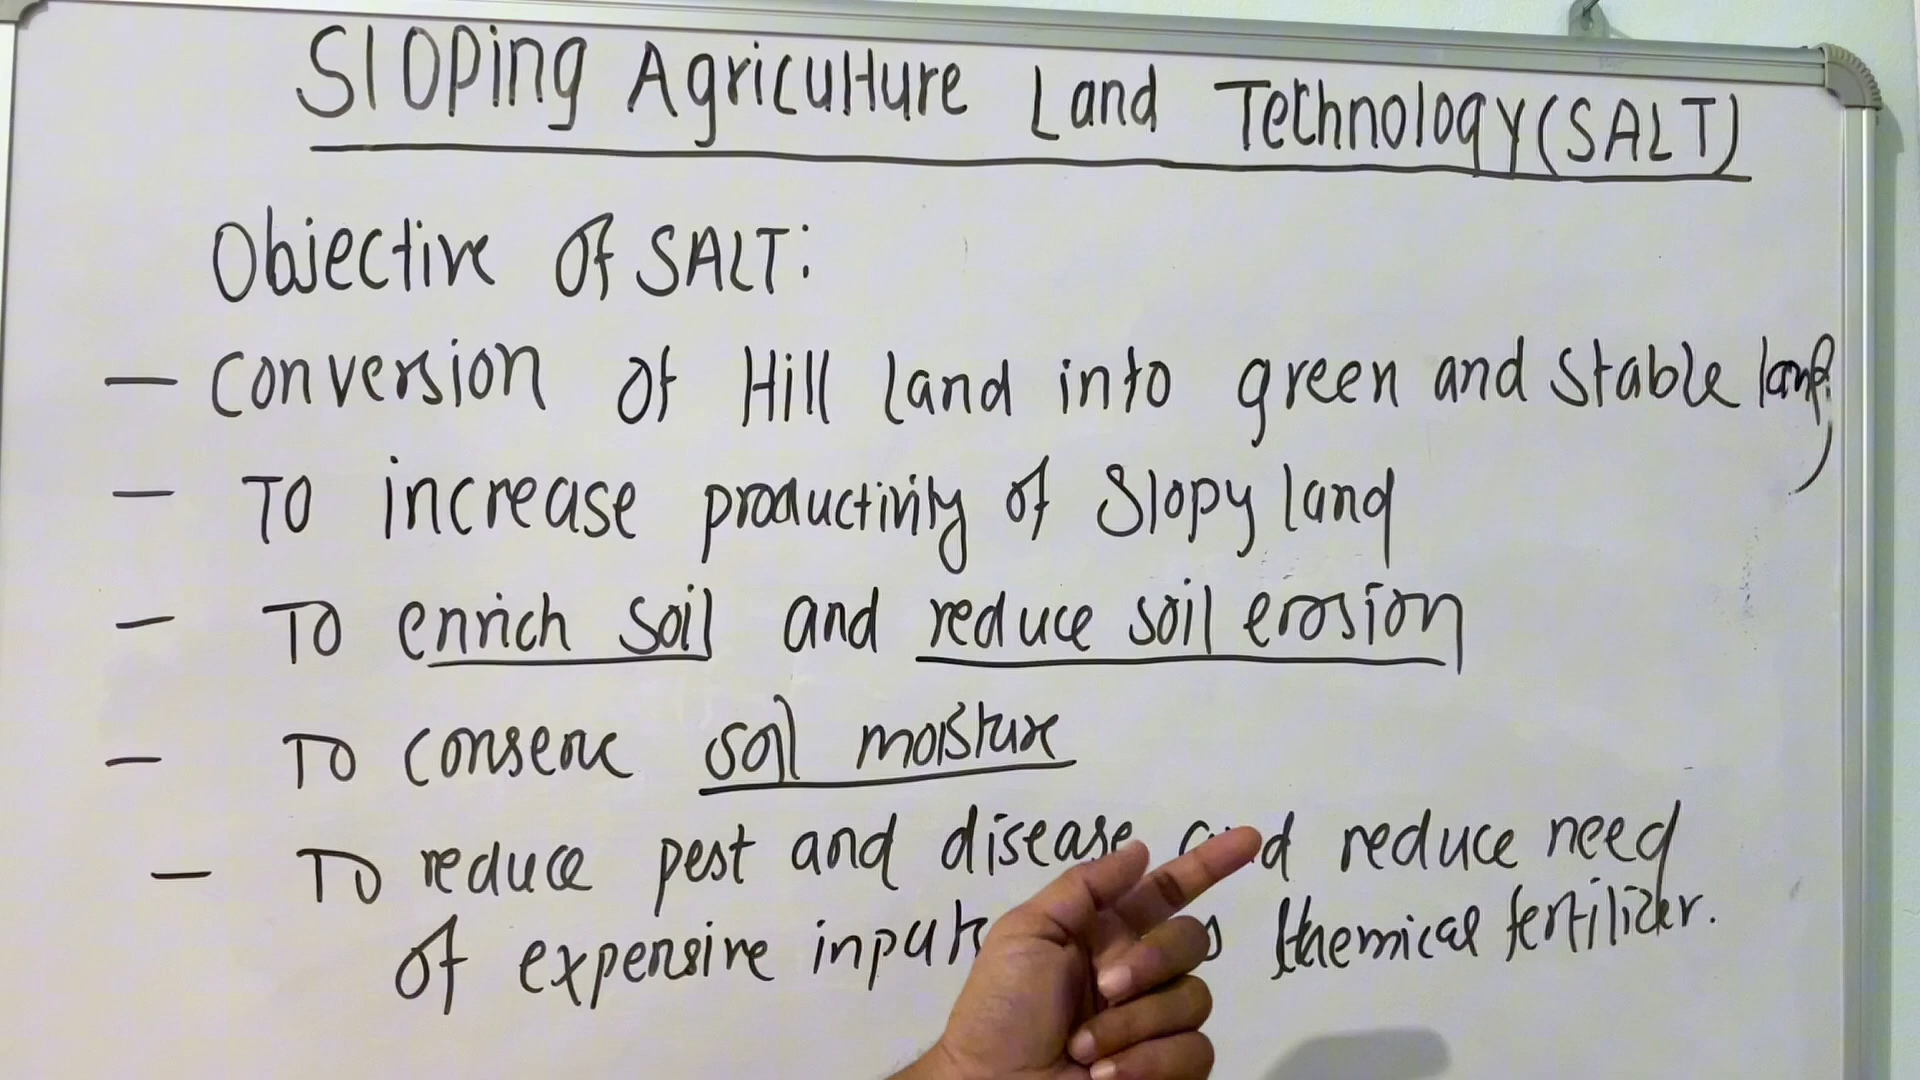 Sloping Agriculture Land Technology (SALT)
Objective of SALT:
- Conversion of Hill Land into green and stable land
- To increase productivity of Slopy land
- To enrich soil and reduce soil erosion
- To conserve soil moisture
- To reduce pest and disease and reduce need
of expensive inputs chemical fertilizer.